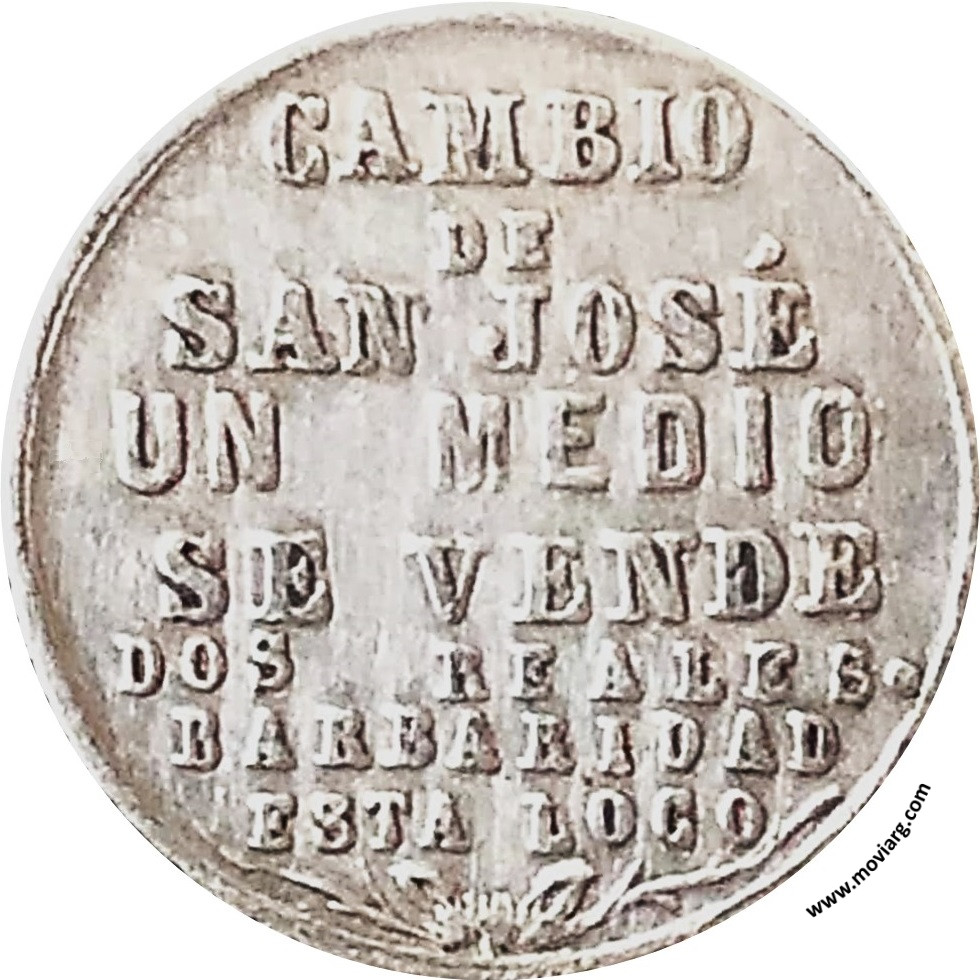 CAMBIO
DE
SAN JOSÉ
UN MEDIO
SE VENDE
DOS REALES.
BARBARIDAD
ESTA LOCO
www.moviarg.com